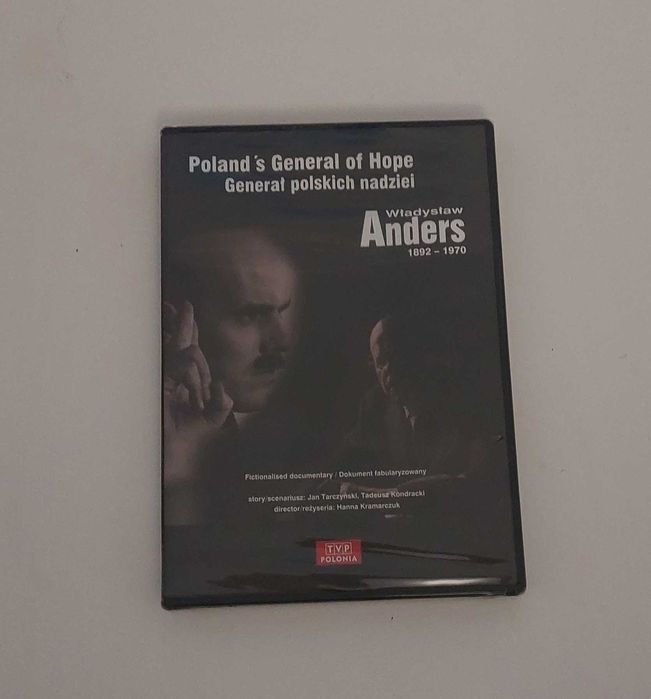 Poland´s General of Hope
Generał polskich nadziei
Władysław
Anders
1892 – 1970
Fictionalised documentary / Dokument fabularyzowany
story/scenariusz: Jan Tarczyński, Tadeusz Kondracki
director/reżyseria: Hanna Kramarczuk
TVP
POLONIA